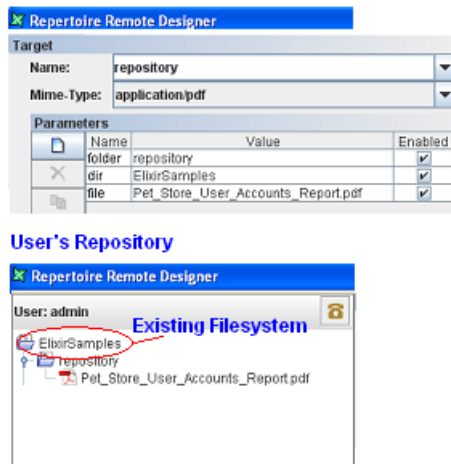 Repertoire Remote Designer
Target
Name: repository
Mime-Type: application/pdf
Parameters
Name Value Enabled
folder repository
dir ElixirSamples
file Pet_Store_User_Accounts_Report.pdf
User's Repository
Repertoire Remote Designer
User: admin
Existing Filesystem
ElixirSamples
repository
Pet_Store_User_Accounts_Report.pdf